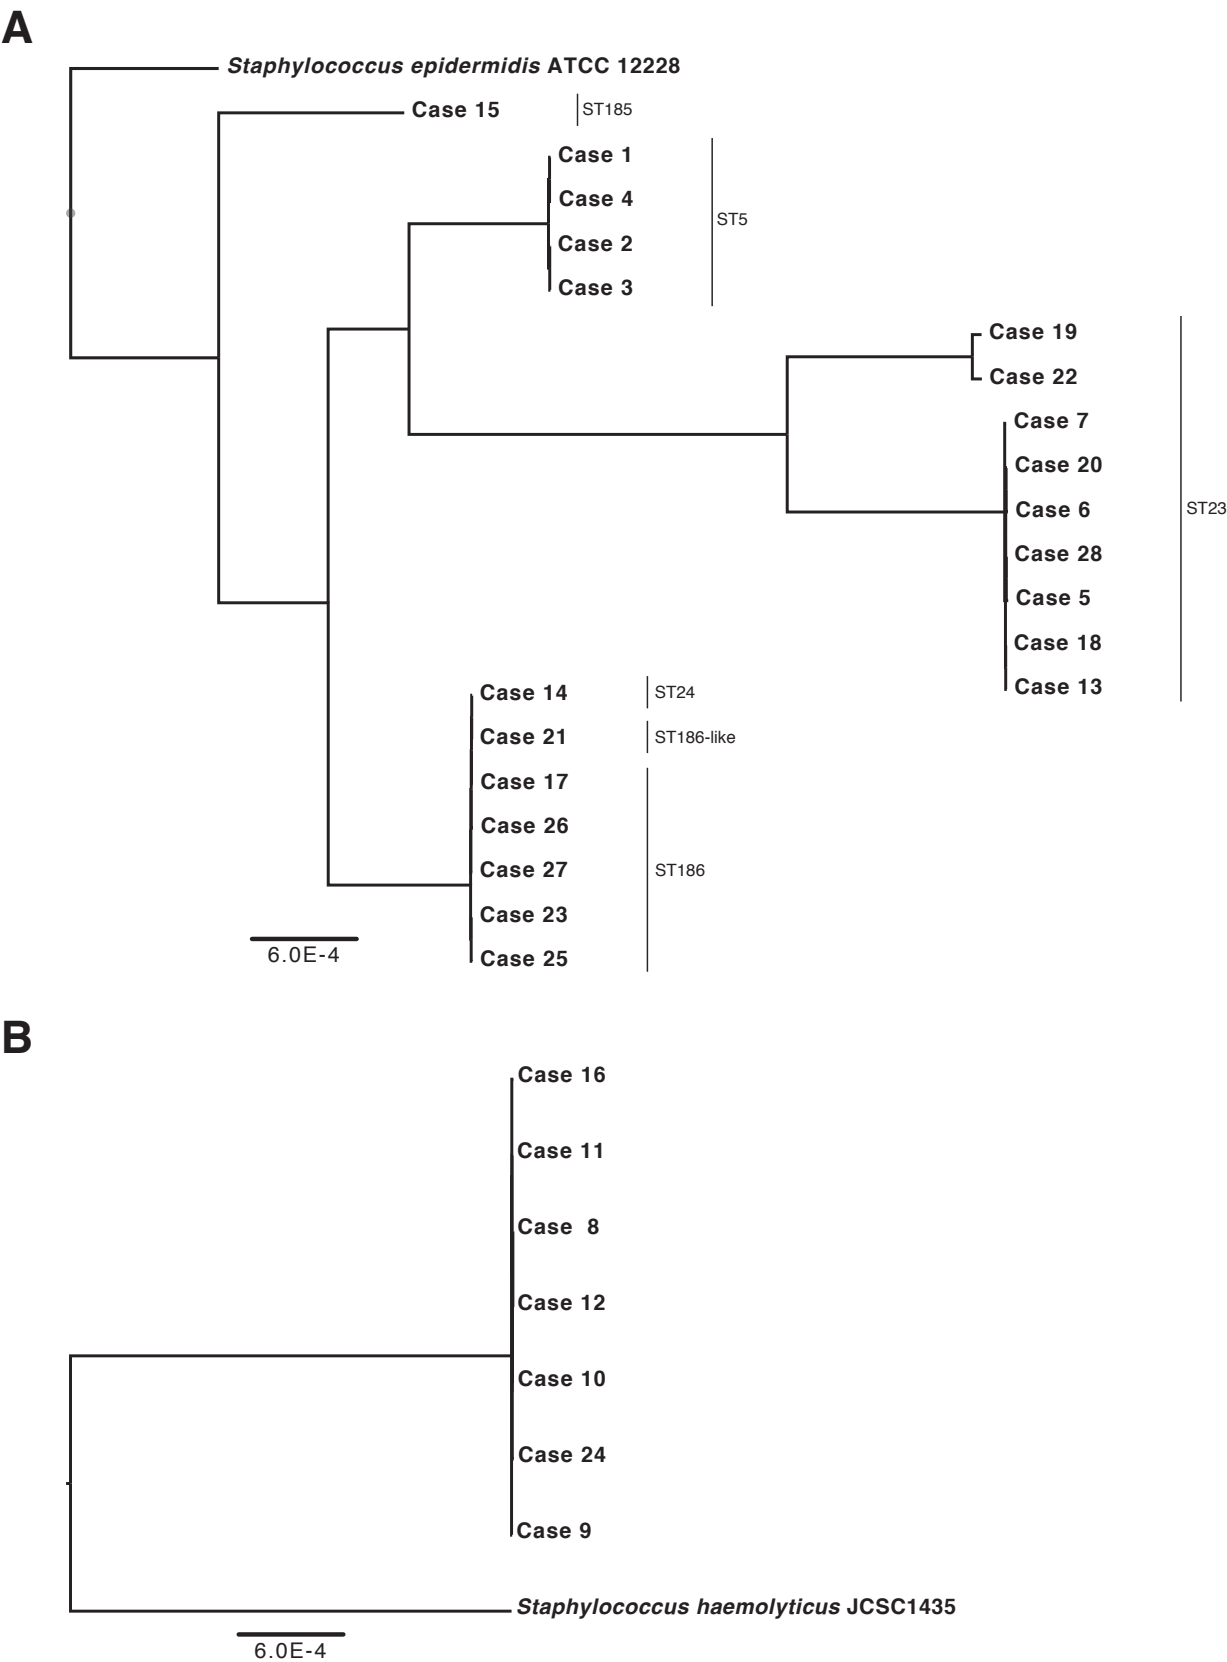 A
Staphylococcus epidermidis ATCC 12228
Case 15
ST185
Case 1
Case 4
Case 2
Case 3
ST5
Case 19
Case 22
Case 7
Case 20
Case 6
Case 28
Case 5
Case 18
Case 13
ST23
Case 14
ST24
Case 21
ST186-like
Case 17
Case 26
Case 27
Case 23
Case 25
ST186
6.0E-4
B
Case 16
Case 11
Case 8
Case 12
Case 10
Case 24
Case 9
Staphylococcus haemolyticus JCSC1435
6.0E-4